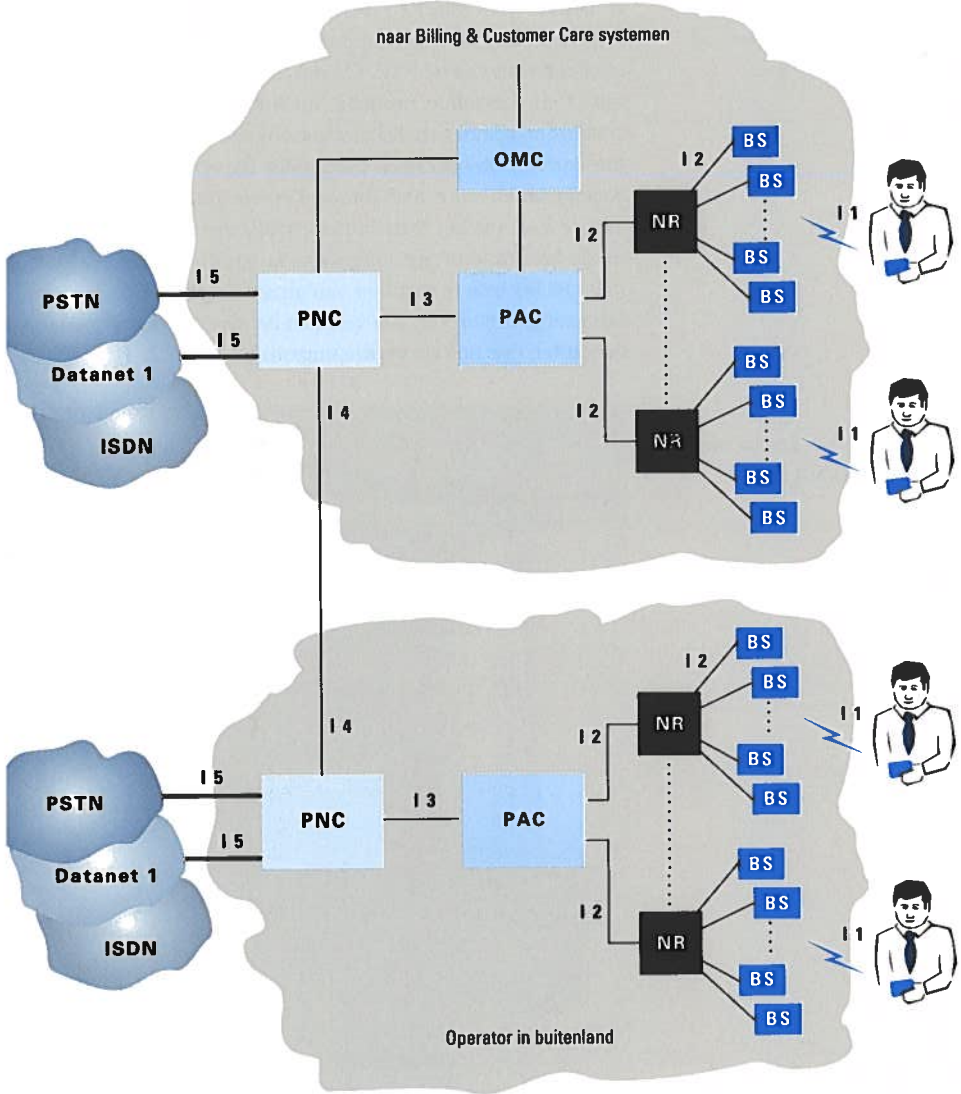 naar Billing & Customer Care systemen
OMC
I 2
BS
BS
BS
BS
NR
I 1
I 2
PSTN
Datanet 1
ISDN
I 5
I 5
PNC
I 3
PAC
I 4
I 2
NR
BS
BS
BS
BS
I 1
I 4
I 2
BS
BS
BS
BS
NR
I 1
I 2
PSTN
Datanet 1
ISDN
I 5
I 5
PNC
I 3
PAC
I 2
NR
BS
BS
BS
BS
I 1
Operator in buitenland